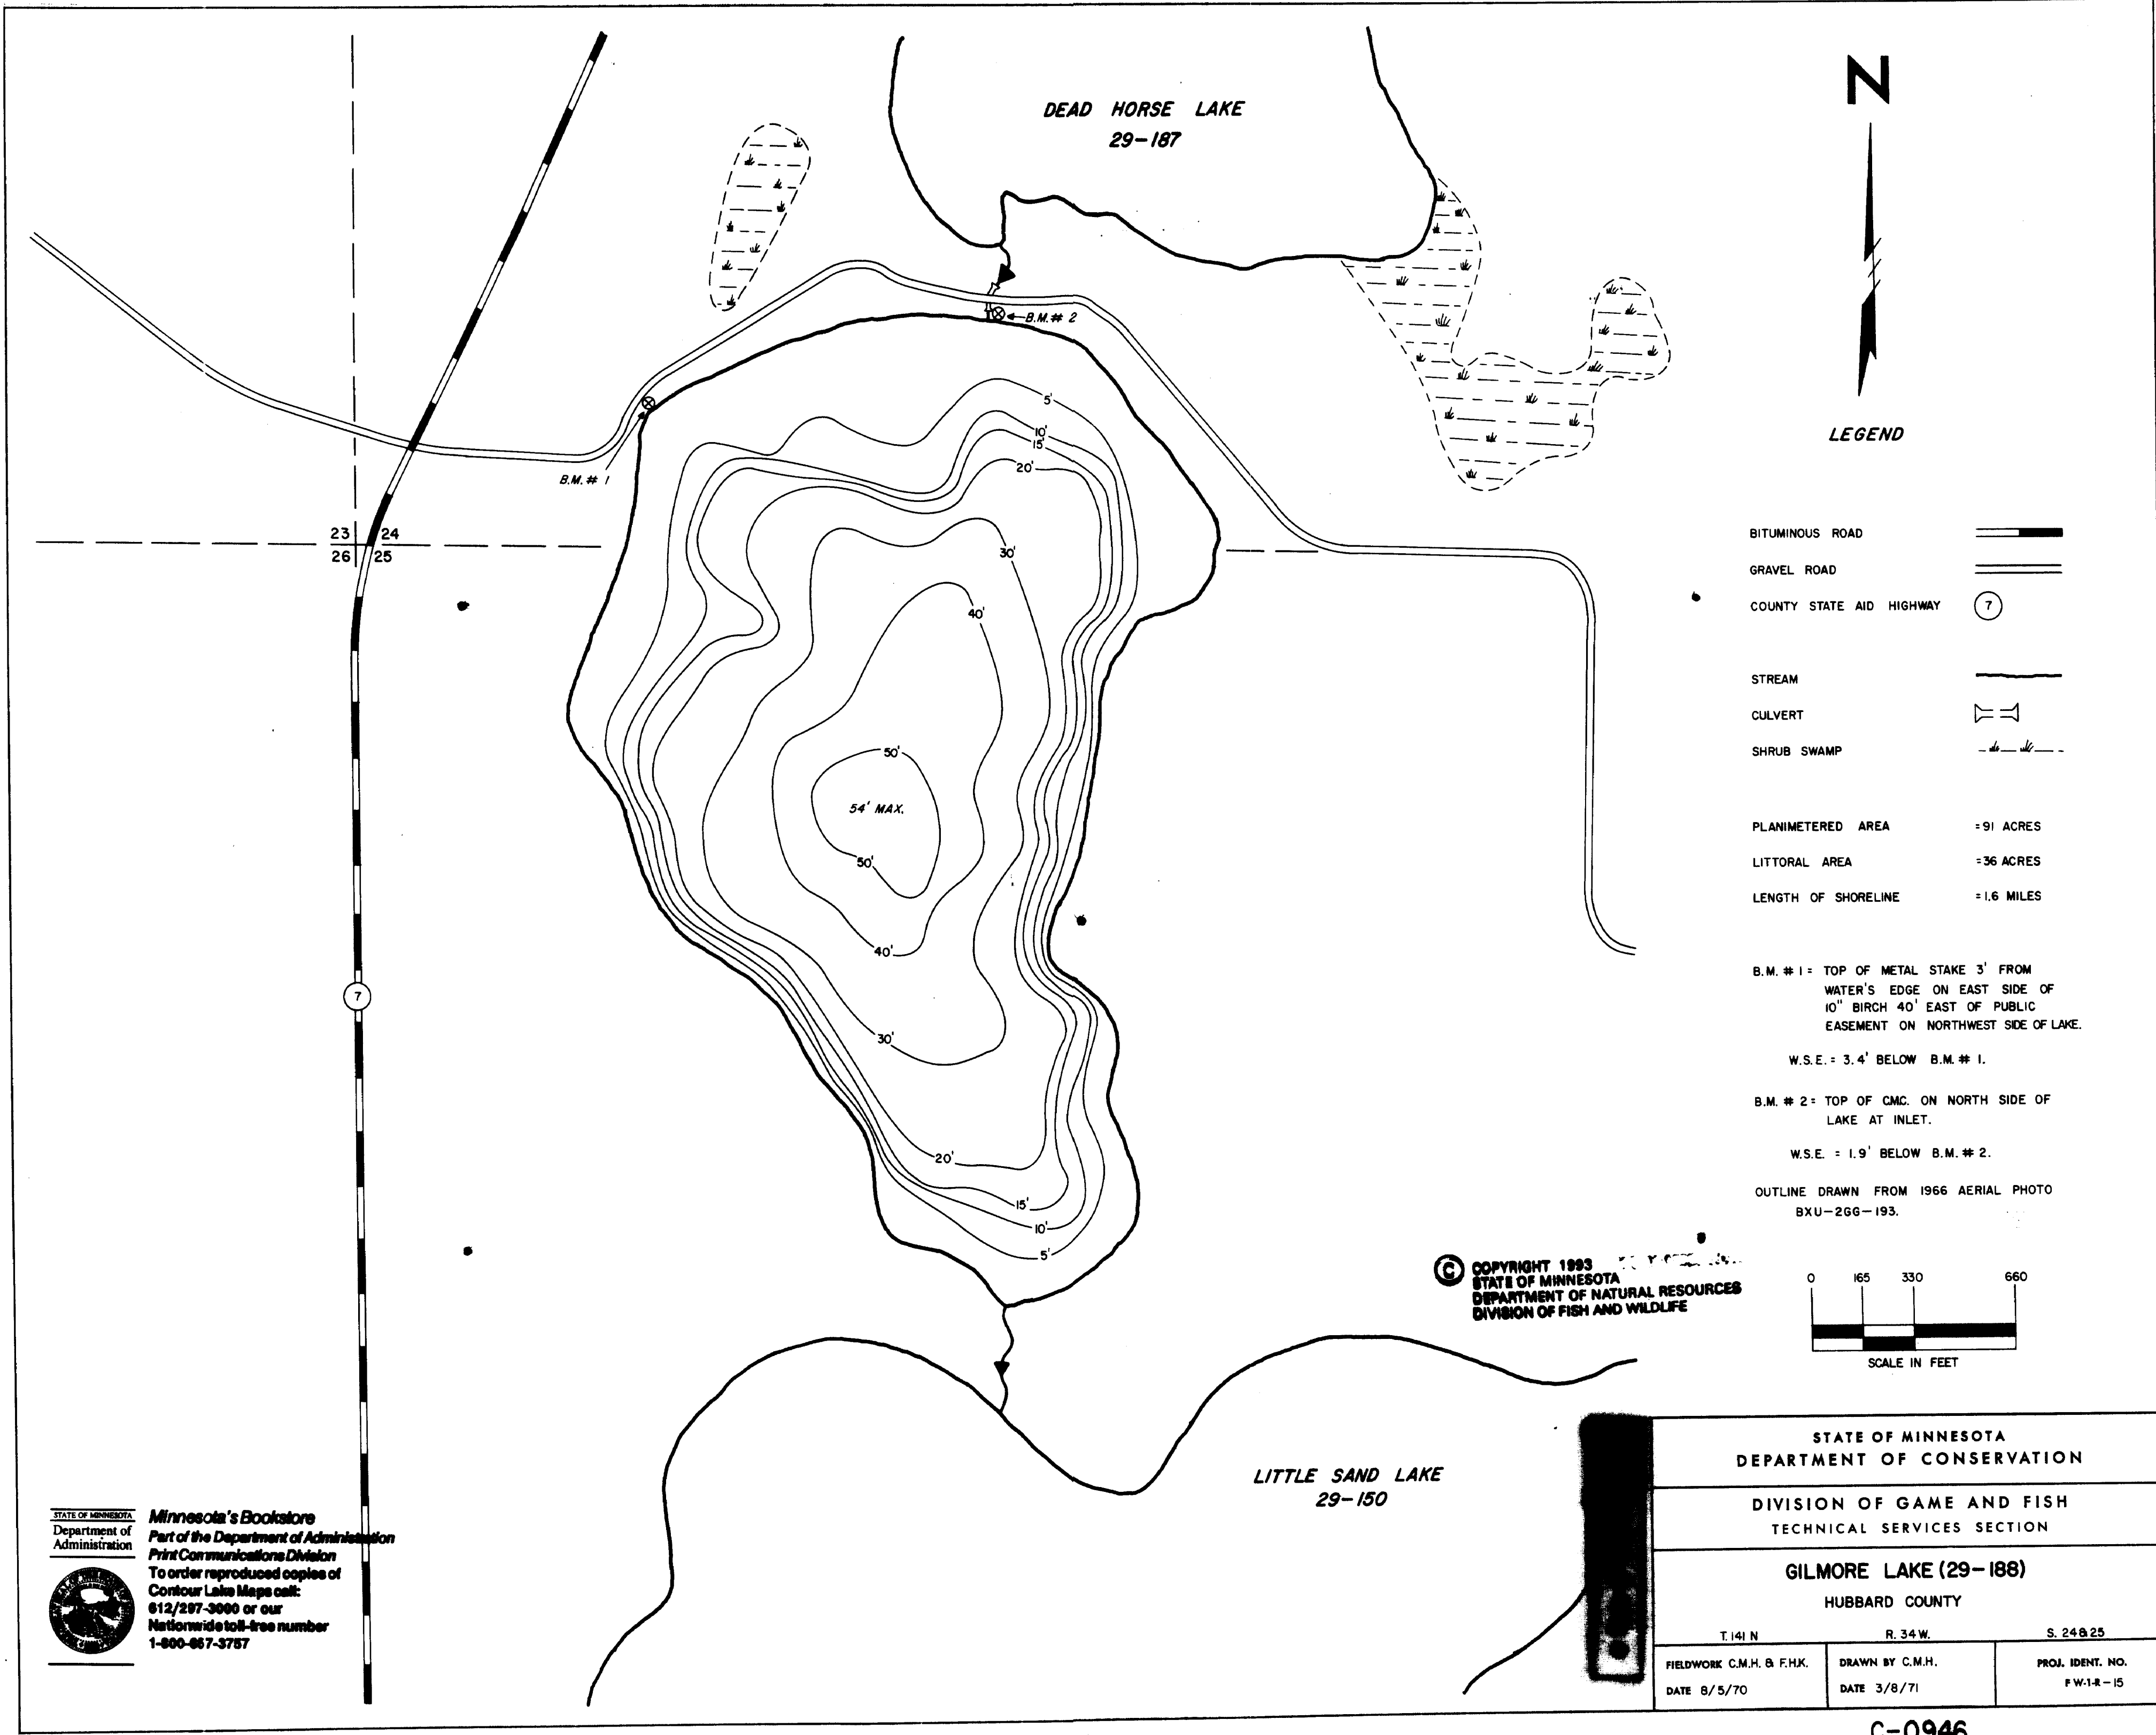 DEAD HORSE LAKE
29-187
N
B.M. # 2
B.M. # 1
5'
10'
15'
20'
30'
40'
50'
54' MAX.
50'
40'
30'
20'
15'
10'
5'
23 24
26 25
7
LEGEND
BITUMINOUS ROAD
GRAVEL ROAD
COUNTY STATE AID HIGHWAY 7
STREAM
CULVERT
SHRUB SWAMP
PLANIMETERED AREA = 91 ACRES
LITTORAL AREA = 36 ACRES
LENGTH OF SHORELINE = 1.6 MILES
B.M. # 1 = TOP OF METAL STAKE 3' FROM
WATER'S EDGE ON EAST SIDE OF
10" BIRCH 40' EAST OF PUBLIC
EASEMENT ON NORTHWEST SIDE OF LAKE.
W.S.E. = 3.4' BELOW B.M. # 1.
B.M. # 2 = TOP OF CMC. ON NORTH SIDE OF
LAKE AT INLET.
W.S.E. = 1.9' BELOW B.M. # 2.
OUTLINE DRAWN FROM 1966 AERIAL PHOTO
BXU-2GG-193.
© COPYRIGHT 1993
STATE OF MINNESOTA
DEPARTMENT OF NATURAL RESOURCES
DIVISION OF FISH AND WILDLIFE
0 165 330 660
SCALE IN FEET
LITTLE SAND LAKE
29-150
STATE OF MINNESOTA
Department of
Administration
Minnesota's Bookstore
Part of the Department of Administration
Print Communications Division
To order reproduced copies of
Contour Lake Maps call:
612/297-3000 or our
Nationwide toll-free number
1-800-657-3757
STATE OF MINNESOTA
DEPARTMENT OF CONSERVATION
DIVISION OF GAME AND FISH
TECHNICAL SERVICES SECTION
GILMORE LAKE (29-188)
HUBBARD COUNTY
T. 141 N R. 34 W. S. 24 & 25
FIELDWORK C.M.H. & F.H.K.
DATE 8/5/70
DRAWN BY C.M.H.
DATE 3/8/71
PROJ. IDENT. NO.
FW-1-R-15
C-0946